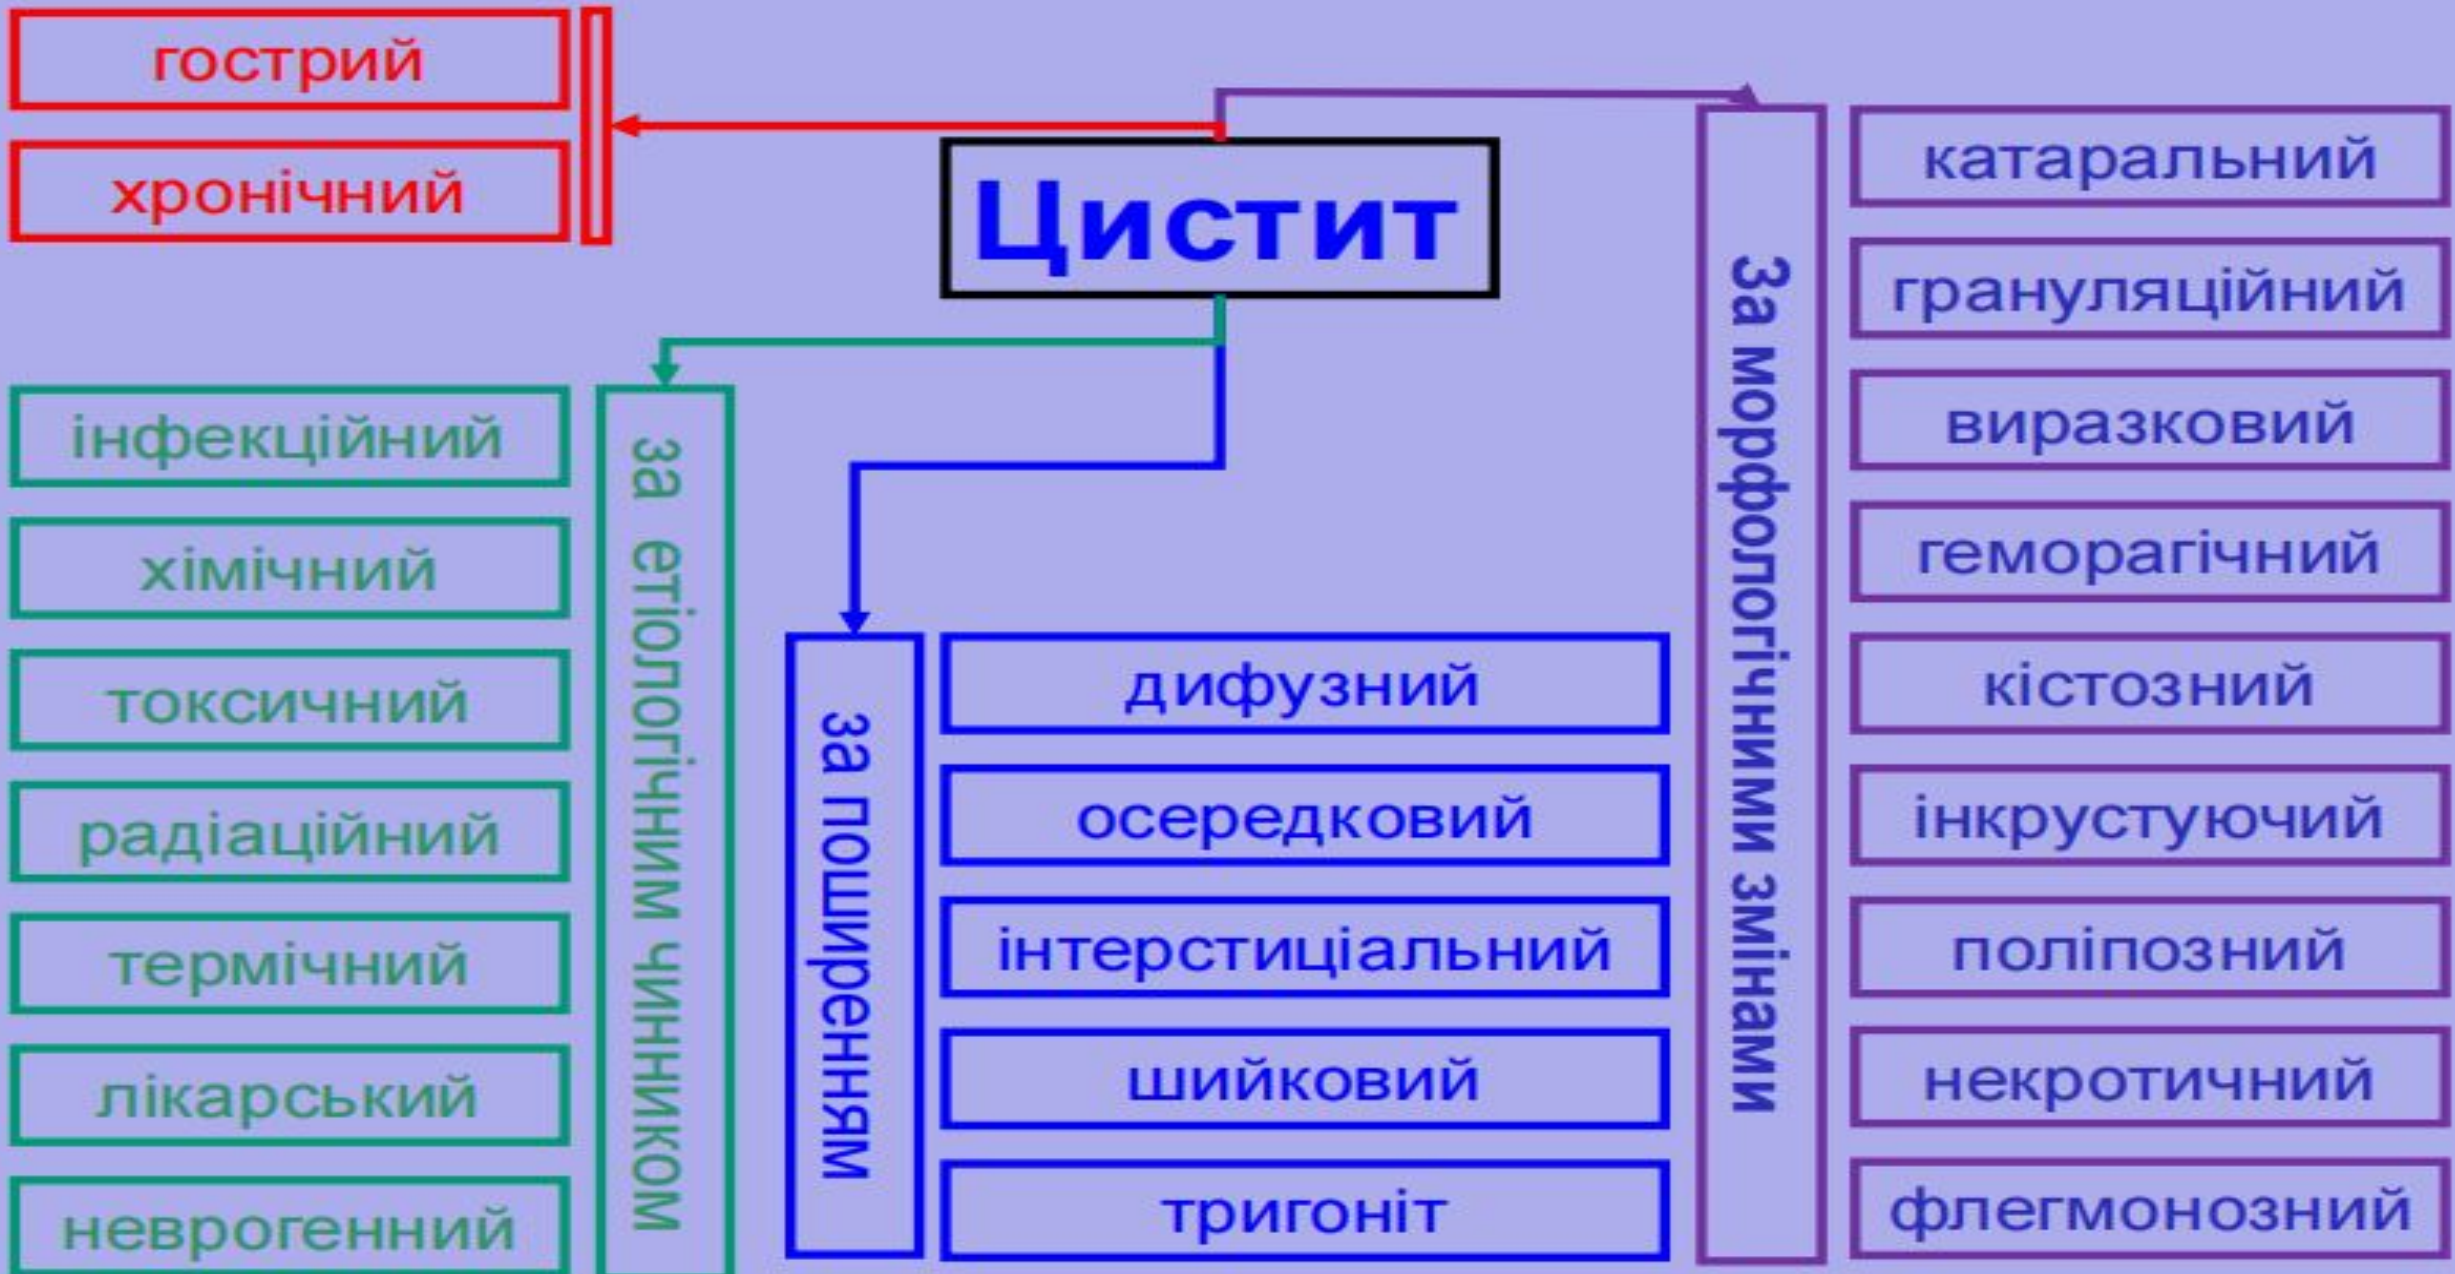 гострий
хронічний
Цистит
за етіологічним чинником
інфекційний
хімічний
токсичний
радіаційний
термічний
лікарський
неврогенний
за поширенням
дифузний
осередковий
інтерстиціальний
шийковий
тригоніт
За морфологічними змінами
катаральний
грануляційний
виразковий
геморагічний
кістозний
інкрустуючий
поліпозний
некротичний
флегмонозний